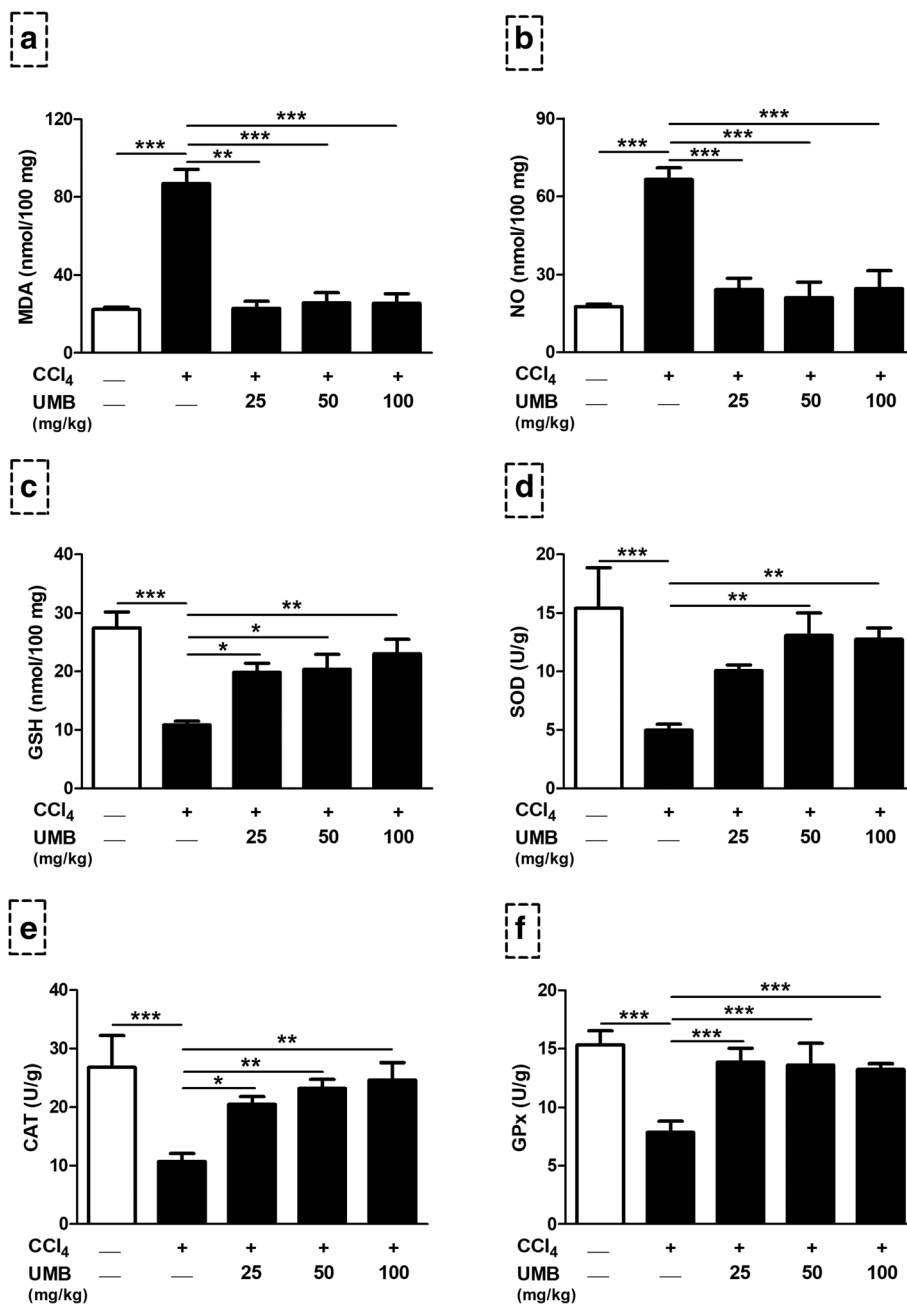 a
MDA (nmol/100 mg)
120
80
40
0
***
***
***
**
CCl₄ — + + + +
UMB — — 25 50 100
(mg/kg)
b
NO (nmol/100 mg)
90
60
30
0
***
***
***
***
CCl₄ — + + + +
UMB — — 25 50 100
(mg/kg)
c
GSH (nmol/100 mg)
40
30
20
10
0
***
**
*
*
CCl₄ — + + + +
UMB — — 25 50 100
(mg/kg)
d
SOD (U/g)
20
15
10
5
0
***
**
**
CCl₄ — + + + +
UMB — — 25 50 100
(mg/kg)
e
CAT (U/g)
40
30
20
10
0
***
**
**
*
CCl₄ — + + + +
UMB — — 25 50 100
(mg/kg)
f
GPx (U/g)
20
15
10
5
0
***
***
***
***
CCl₄ — + + + +
UMB — — 25 50 100
(mg/kg)